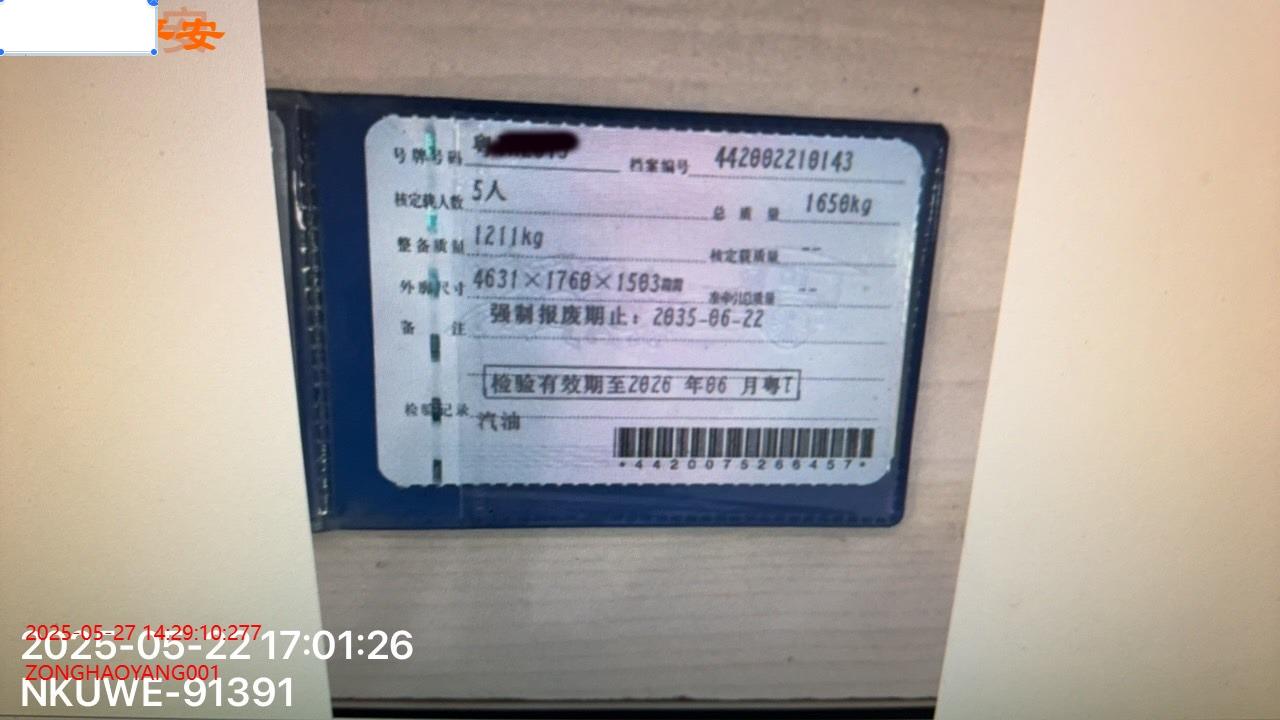 平安
号牌号码 粤
档案编号 442002210143
核定载人数 5人
总质量 1650kg
整备质量 1211kg
核定载质量 --
外廓尺寸 4631×1760×1503mm
准牵引总质量 --
备注 强制报废期止：2035-06-22
检验有效期至2026 年06 月粤T
检验记录
汽油
*4420075266457*
2025-05-27 14:29:10:277
2025-05-22 17:01:26
ZONGHAOYANG001
NKUWE-91391